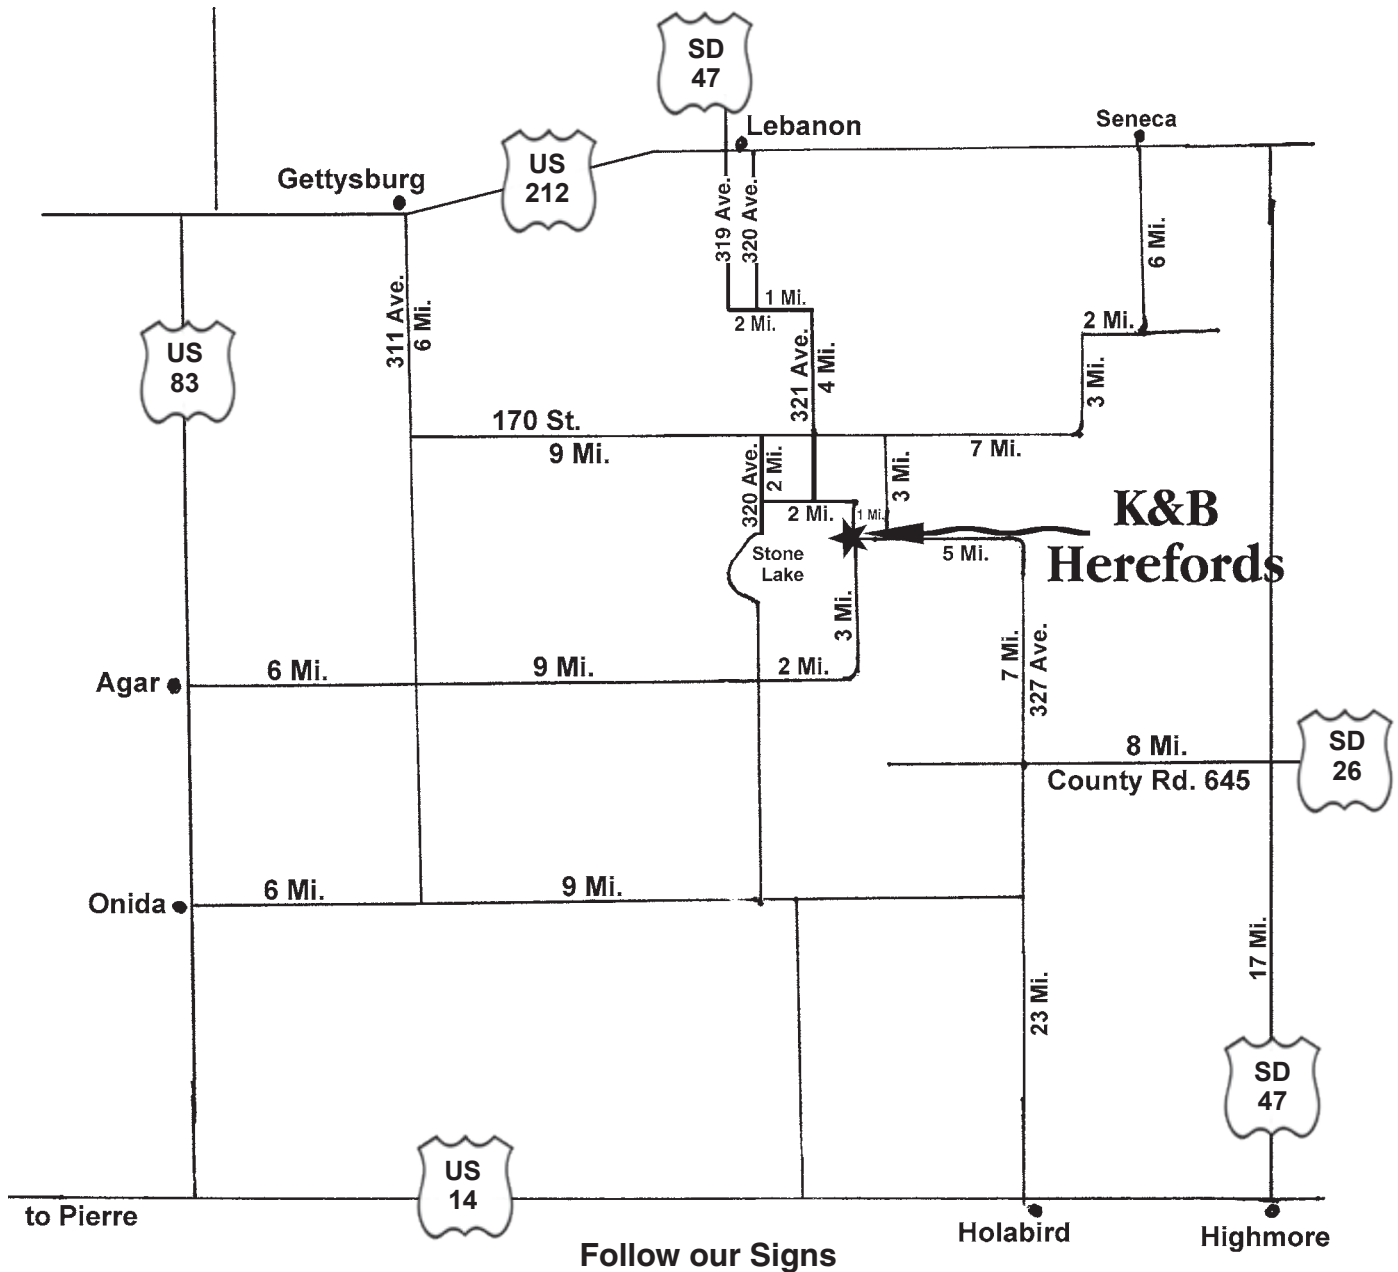 SD
47
Lebanon
Seneca
US
212
Gettysburg
319 Ave.
320 Ave.
6 Mi.
311 Ave.
6 Mi.
1 Mi.
2 Mi.
2 Mi.
US
83
321 Ave.
4 Mi.
3 Mi.
170 St.
9 Mi.
7 Mi.
320 Ave.
2 Mi.
3 Mi.
2 Mi.
1 Mi.
K&B
Herefords
Stone
Lake
5 Mi.
3 Mi.
7 Mi.
327 Ave.
Agar
6 Mi.
9 Mi.
2 Mi.
SD
26
8 Mi.
County Rd. 645
Onida
6 Mi.
9 Mi.
17 Mi.
23 Mi.
SD
47
US
14
to Pierre
Holabird
Highmore
Follow our Signs